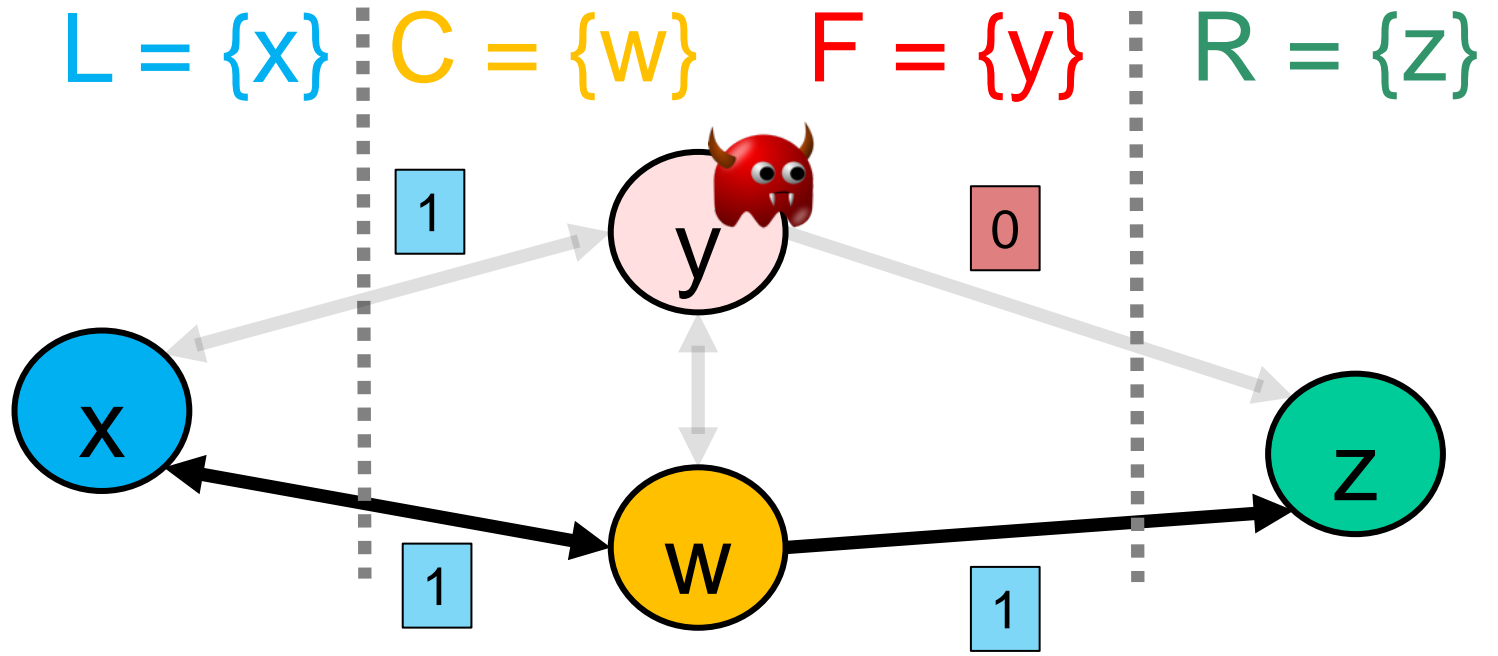 L = {x}
C = {w}
F = {y}
R = {z}
1
0
y
x
z
w
1
1